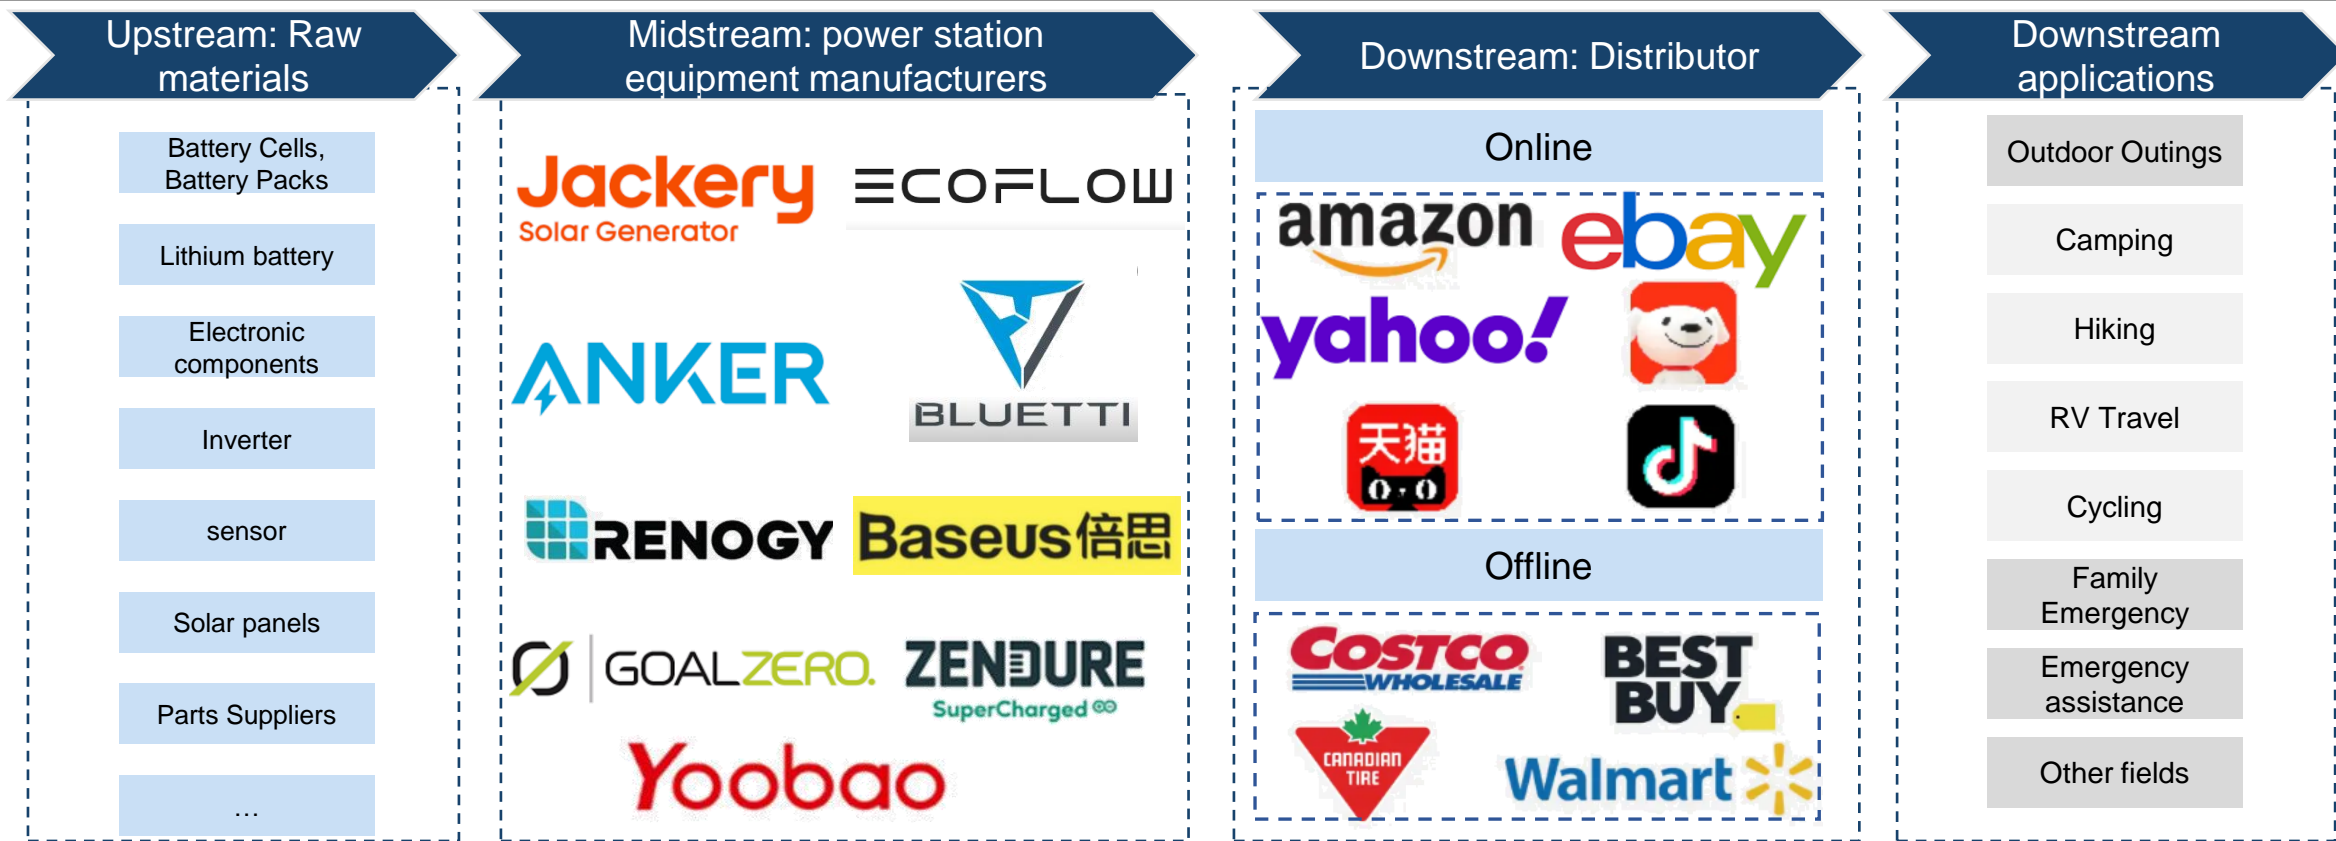 Upstream: Raw
materials
Battery Cells,
Battery Packs
Lithium battery
Electronic
components
Inverter
sensor
Solar panels
Parts Suppliers
…
Midstream: power station
equipment manufacturers
Jackery
Solar Generator
ECOFLOW
ANKER
BLUETTI
RENOGY
Baseus倍思
GOALZERO.
ZENDURE
SuperCharged
Yoobao
Downstream: Distributor
Online
amazon
ebay
yahoo!
天猫
Offline
COSTCO
WHOLESALE
BEST
BUY
CANADIAN
TIRE
Walmart
Downstream
applications
Outdoor Outings
Camping
Hiking
RV Travel
Cycling
Family
Emergency
Emergency
assistance
Other fields